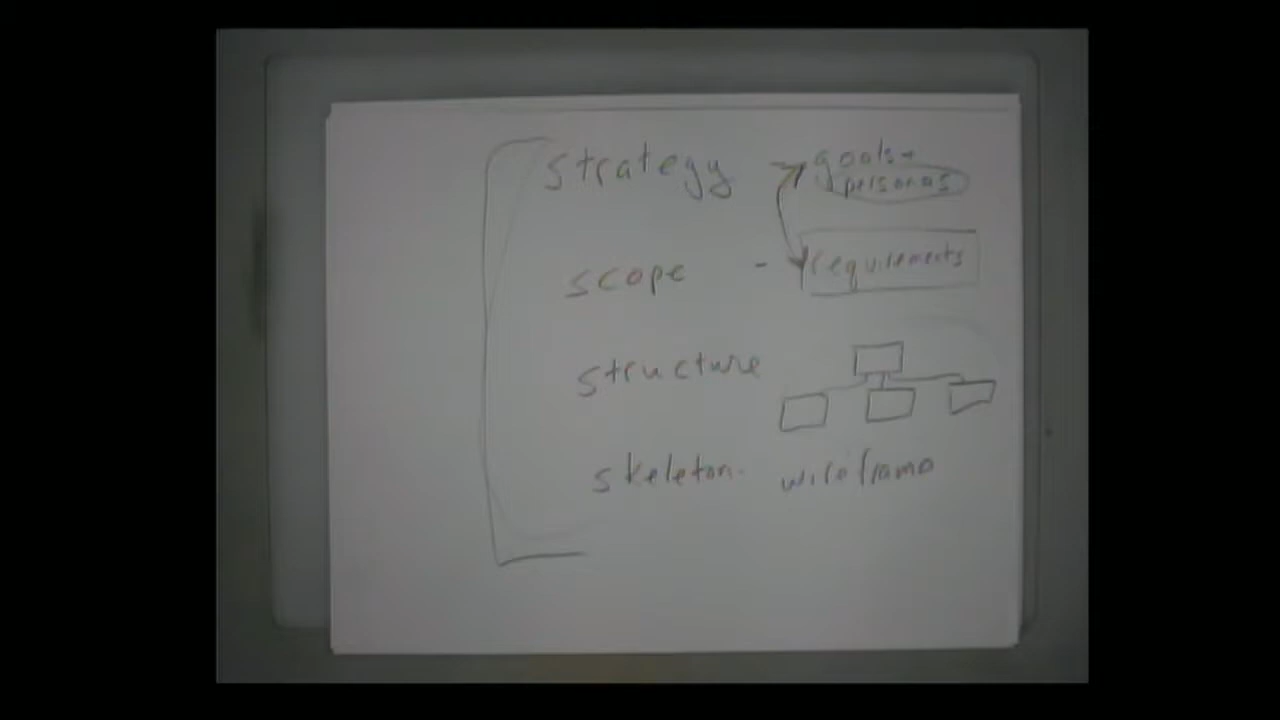 strategy → goals +
personas
scope - requirements
structure
skeleton - wireframe